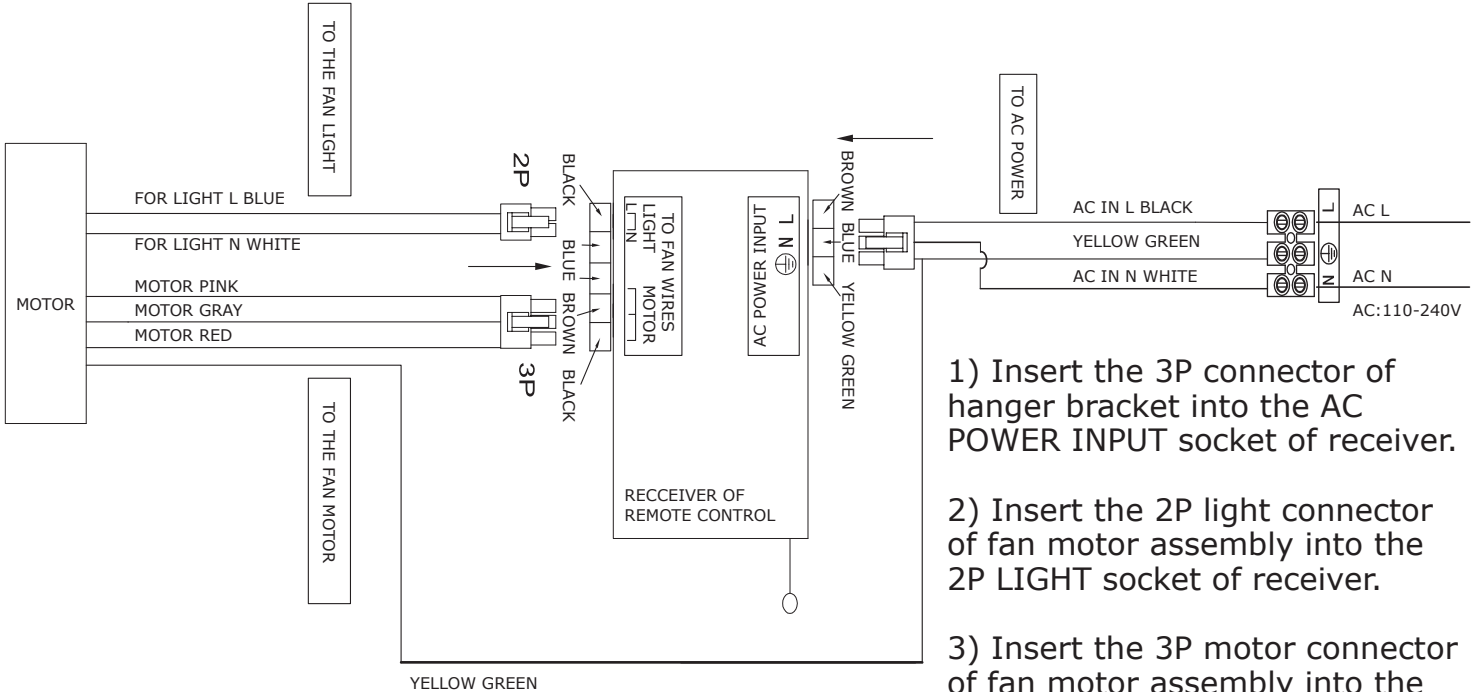 TO THE FAN LIGHT
FOR LIGHT L BLUE
FOR LIGHT N WHITE
MOTOR PINK
MOTOR GRAY
MOTOR RED
MOTOR
TO THE FAN MOTOR
YELLOW GREEN
2P
3P
BLACK
BLUE
BROWN
BLACK
TO FAN WIRES
LIGHT MOTOR
L N
AC POWER INPUT
L N
RECCEIVER OF
REMOTE CONTROL
BROWN
BLUE
YELLOW GREEN
TO AC POWER
AC IN L BLACK
YELLOW GREEN
AC IN N WHITE
L
N
AC L
AC N
AC:110-240V
1) Insert the 3P connector of
hanger bracket into the AC
POWER INPUT socket of receiver.
2) Insert the 2P light connector
of fan motor assembly into the
2P LIGHT socket of receiver.
3) Insert the 3P motor connector
of fan motor assembly into the